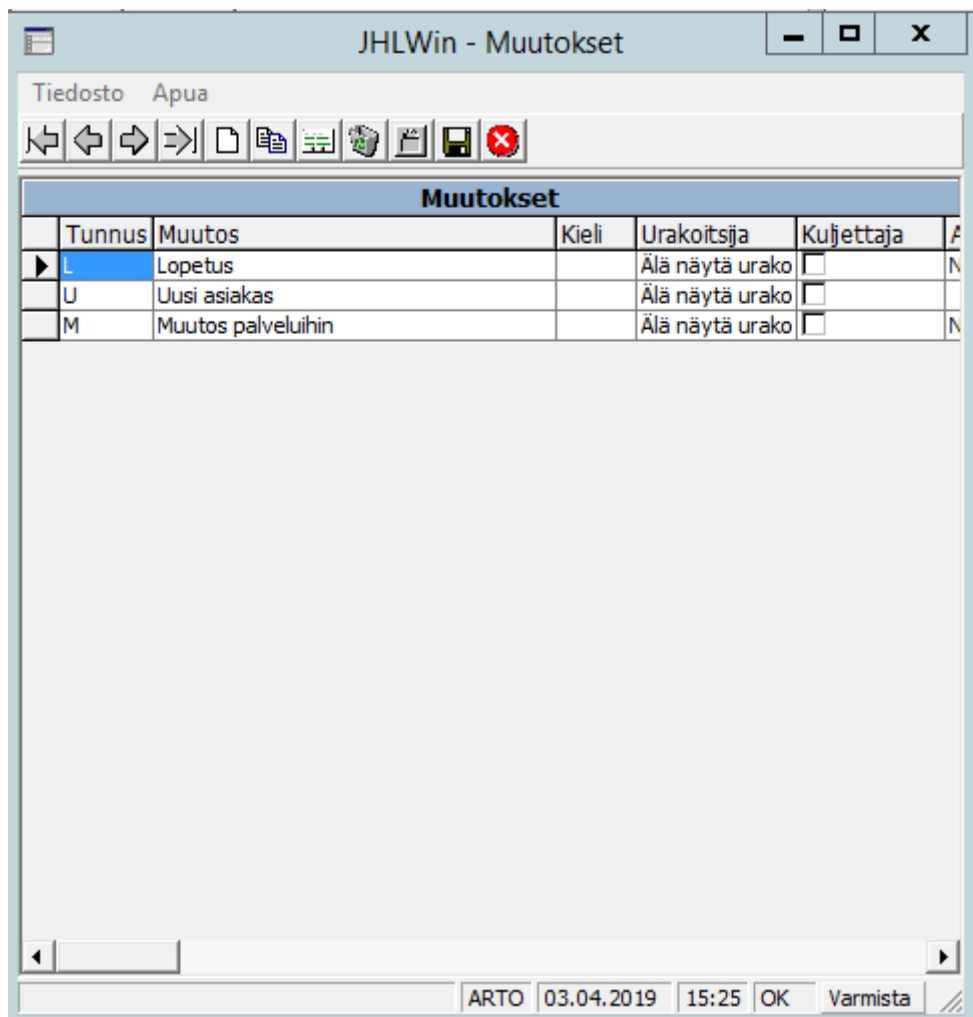 JHLWin - Muutokset
Tiedosto Apua
Muutokset
Tunnus Muutos Kieli Urakoitsija Kuljettaja A
L Lopetus Älä näytä urako N
U Uusi asiakas Älä näytä urako
M Muutos palveluihin Älä näytä urako N
ARTO 03.04.2019 15:25 OK Varmista